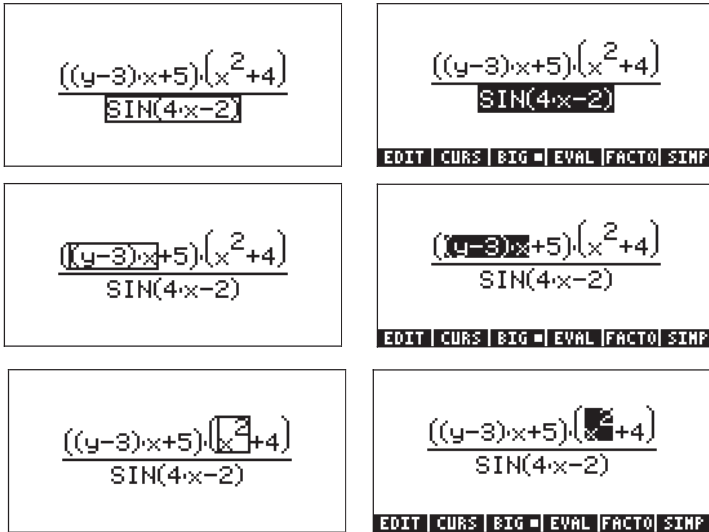 ((y-3)·x+5)·(x²+4) ((y-3)·x+5)·(x²+4)
SIN(4·x-2) SIN(4·x-2)
EDIT CURS BIG ■ EVAL FACTO SIMP
((y-3)·x+5)·(x²+4) ((y-3)·x+5)·(x²+4)
SIN(4·x-2) SIN(4·x-2)
EDIT CURS BIG ■ EVAL FACTO SIMP
((y-3)·x+5)·(x²+4) ((y-3)·x+5)·(x²+4)
SIN(4·x-2) SIN(4·x-2)
EDIT CURS BIG ■ EVAL FACTO SIMP